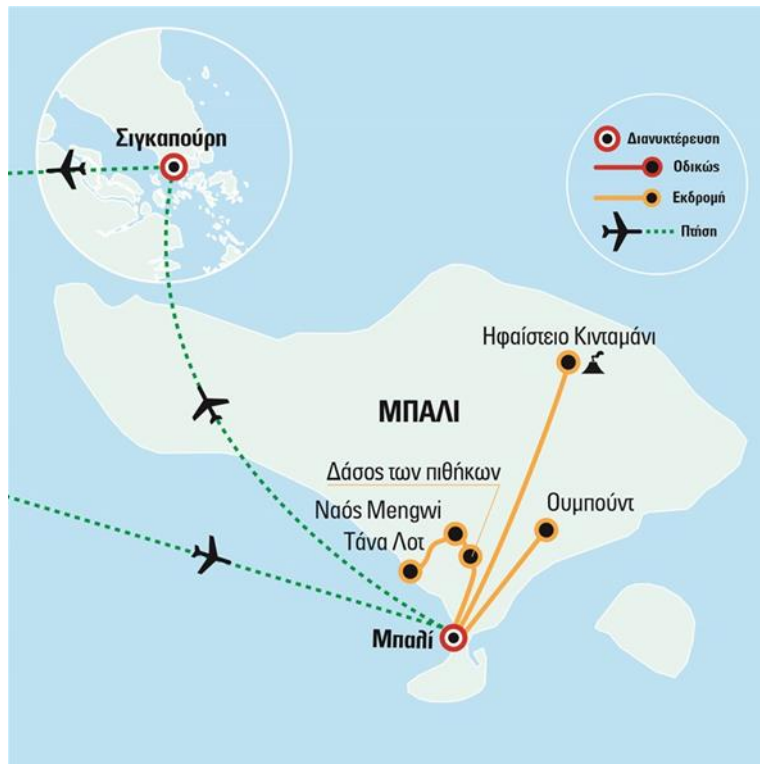 Σιγκαπούρη
Διανυκτέρευση
Οδικώς
Εκδρομή
Πτήση
Ηφαίστειο Κινταμάνι
ΜΠΑΛΙ
Δάσος των πιθήκων
Ναός Mengwi
Ουμπούντ
Τάνα Λοτ
Μπαλί